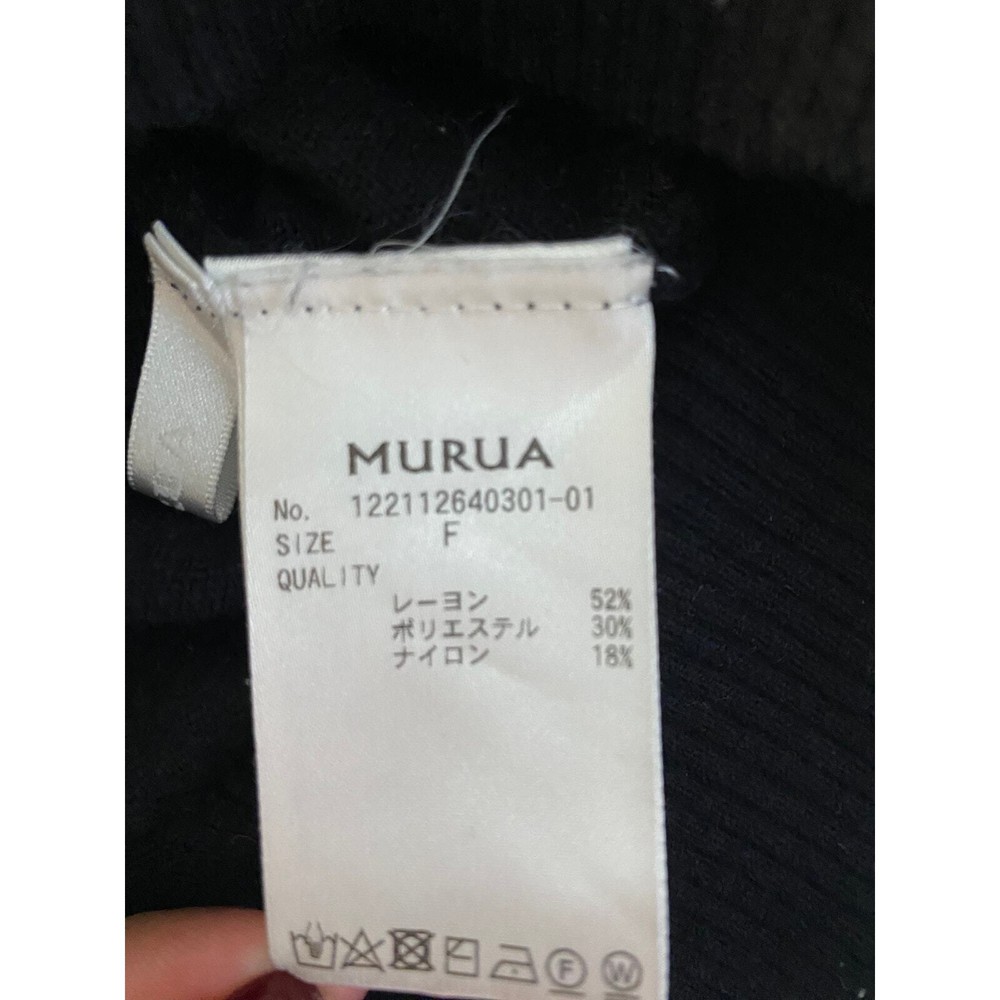 MURUA
No. 122112640301-01
SIZE F
QUALITY
レーヨン 52%
ポリエステル 30%
ナイロン 18%
F W